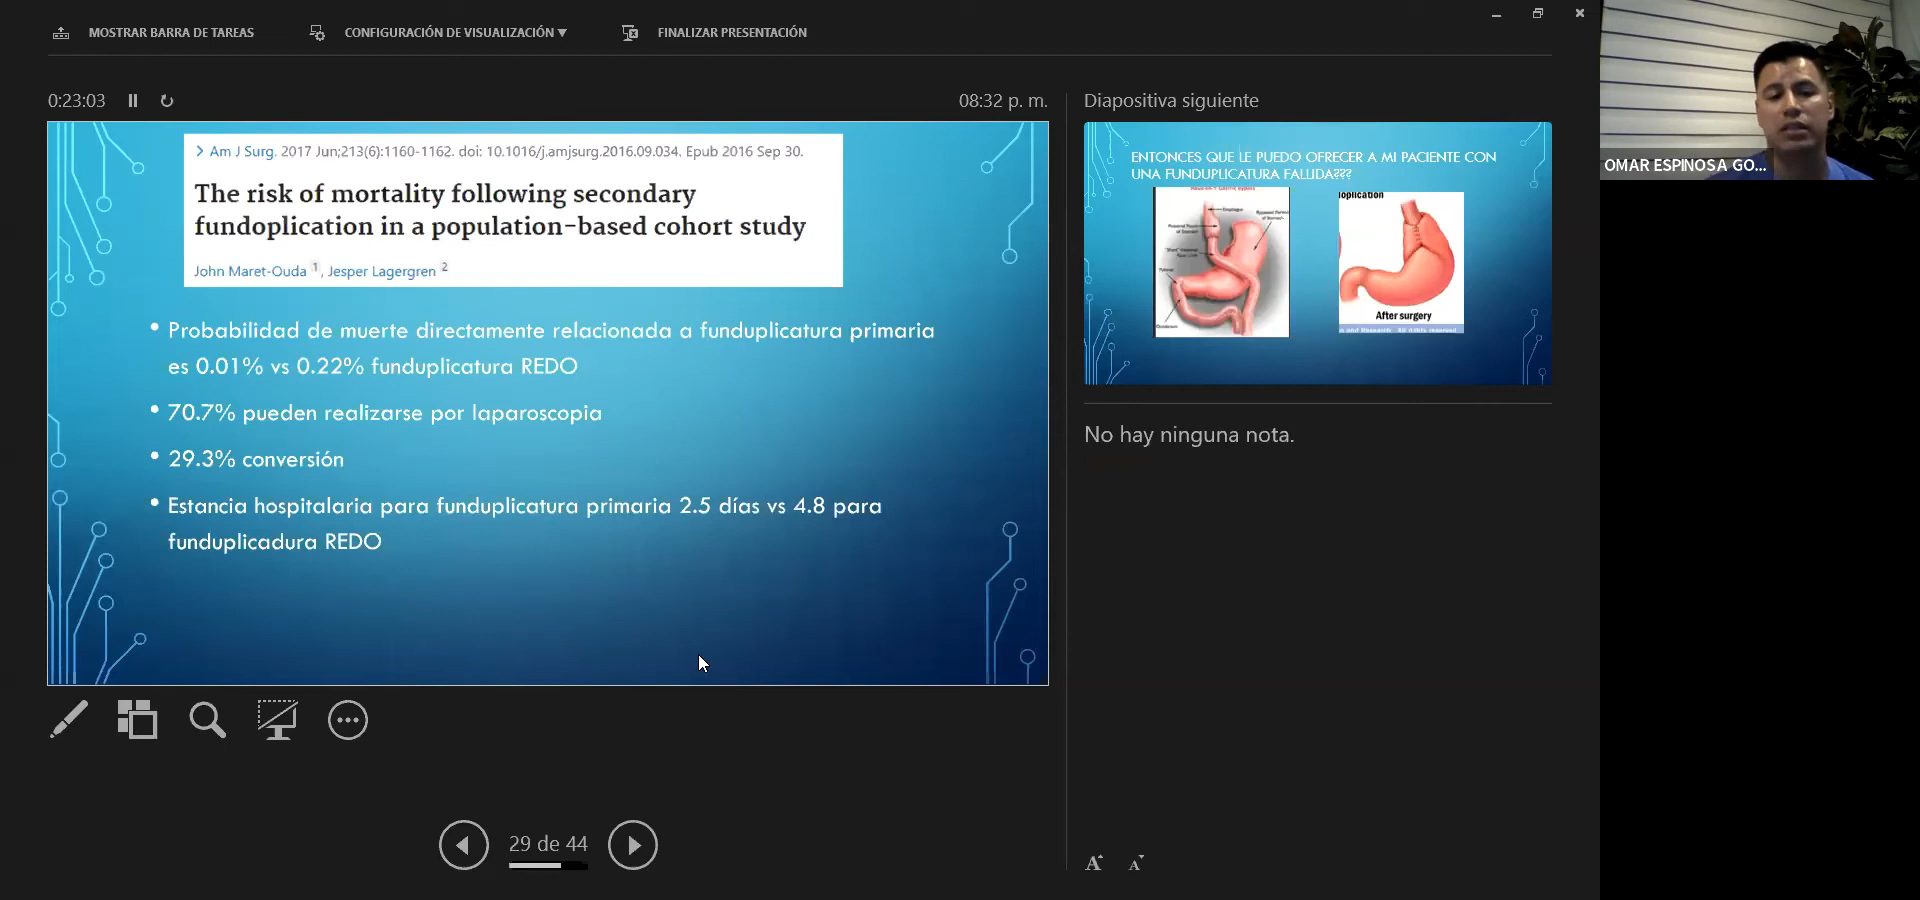 MOSTRAR BARRA DE TAREAS
CONFIGURACIÓN DE VISUALIZACIÓN ▼
FINALIZAR PRESENTACIÓN
OMAR ESPINOSA GO...
0:23:03
08:32 p. m.
Diapositiva siguiente
> Am J Surg. 2017 Jun;213(6):1160-1162. doi: 10.1016/j.amjsurg.2016.09.034. Epub 2016 Sep 30.
The risk of mortality following secondary
fundoplication in a population-based cohort study
John Maret-Ouda 1, Jesper Lagergren 2
• Probabilidad de muerte directamente relacionada a funduplicatura primaria
es 0.01% vs 0.22% funduplicatura REDO
• 70.7% pueden realizarse por laparoscopia
• 29.3% conversión
• Estancia hospitalaria para funduplicatura primaria 2.5 días vs 4.8 para
funduplicadura REDO
ENTONCES QUE LE PUEDO OFRECER A MI PACIENTE CON
UNA FUNDUPLICATURA FALLIDA???
Esophagus
Duodenum
oplication
After surgery
No hay ninguna nota.
29 de 44
A A